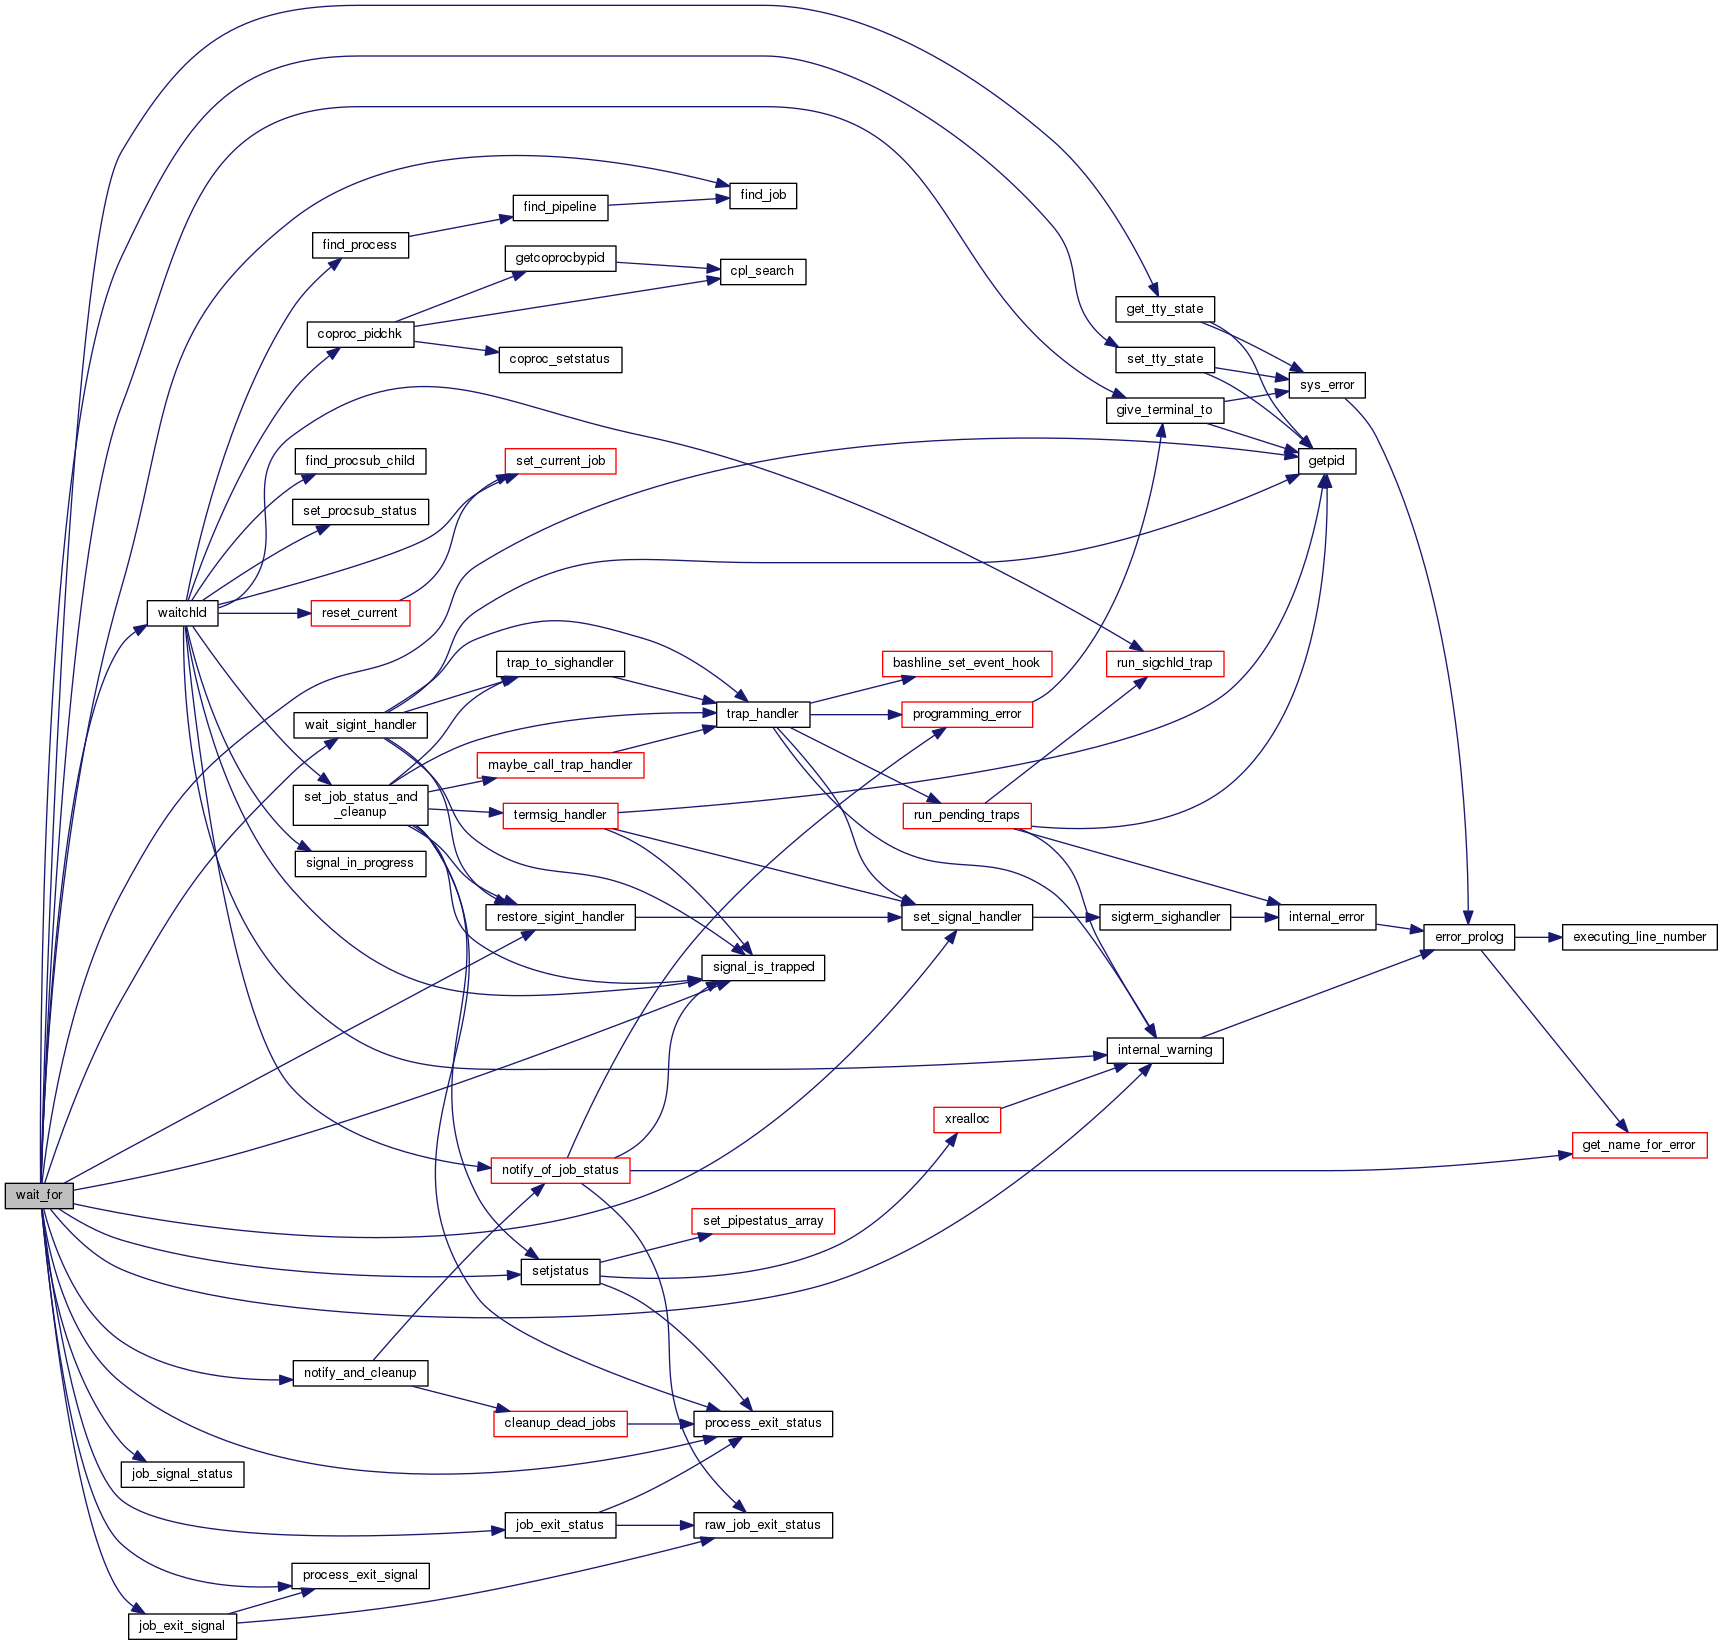 find_job
find_pipeline
find_process
getcoprocbypid
cpl_search
get_tty_state
coproc_pidchk
coproc_setstatus
set_tty_state
sys_error
give_terminal_to
find_procsub_child
set_current_job
getpid
set_procsub_status
waitchld
reset_current
trap_to_sighandler
bashline_set_event_hook
run_sigchld_trap
wait_sigint_handler
trap_handler
programming_error
maybe_call_trap_handler
set_job_status_and
_cleanup
termsig_handler
run_pending_traps
signal_in_progress
restore_sigint_handler
set_signal_handler
sigterm_sighandler
internal_error
error_prolog
executing_line_number
signal_is_trapped
internal_warning
xrealloc
get_name_for_error
notify_of_job_status
wait_for
set_pipestatus_array
setjstatus
notify_and_cleanup
cleanup_dead_jobs
process_exit_status
job_signal_status
job_exit_status
raw_job_exit_status
process_exit_signal
job_exit_signal